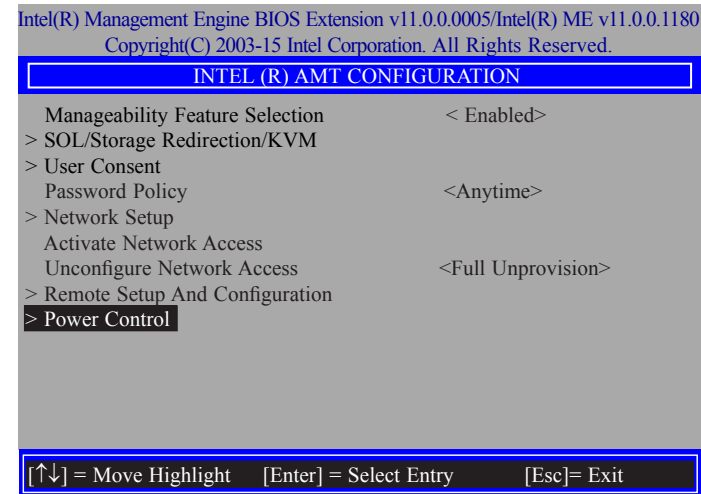 Intel(R) Management Engine BIOS Extension v11.0.0.0005/Intel(R) ME v11.0.0.1180
Copyright(C) 2003-15 Intel Corporation. All Rights Reserved.
INTEL (R) AMT CONFIGURATION
Manageability Feature Selection < Enabled>
> SOL/Storage Redirection/KVM
> User Consent
Password Policy <Anytime>
> Network Setup
Activate Network Access
Unconfigure Network Access <Full Unprovision>
> Remote Setup And Configuration
> Power Control
[↑↓] = Move Highlight [Enter] = Select Entry [Esc]= Exit